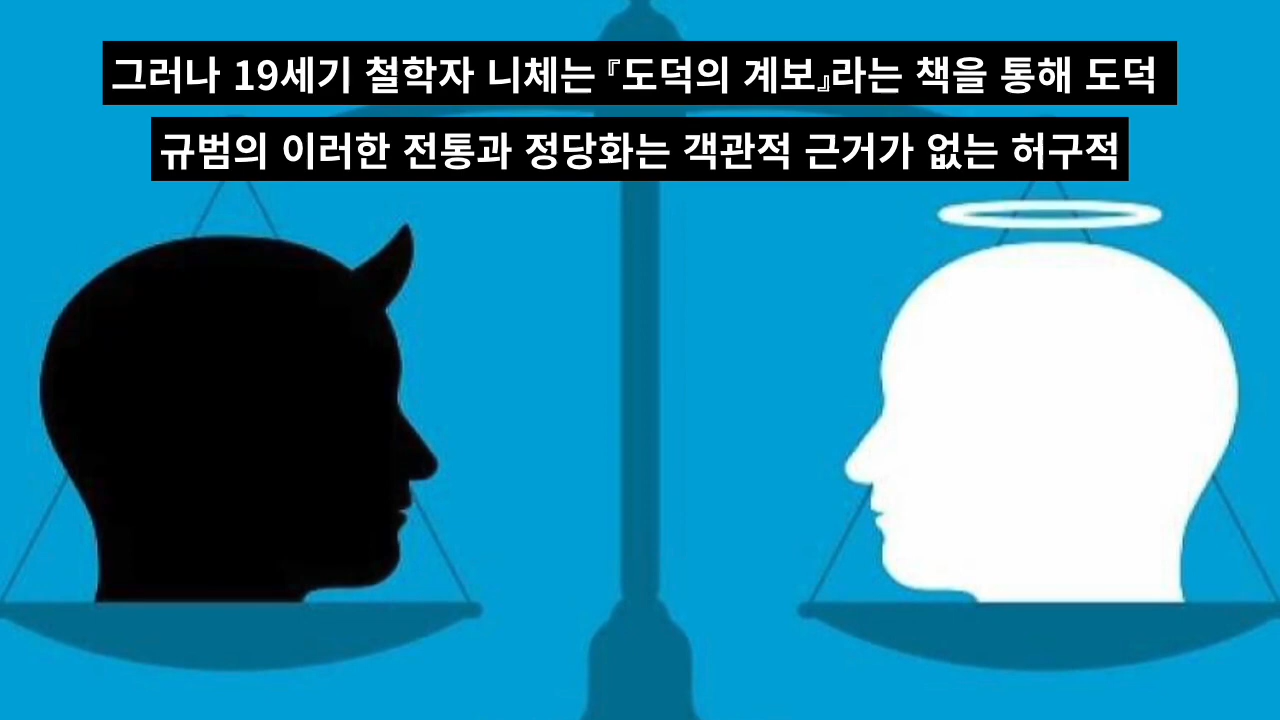 그러나 19세기 철학자 니체는 『도덕의 계보』라는 책을 통해 도덕
규범의 이러한 전통과 정당화는 객관적 근거가 없는 허구적